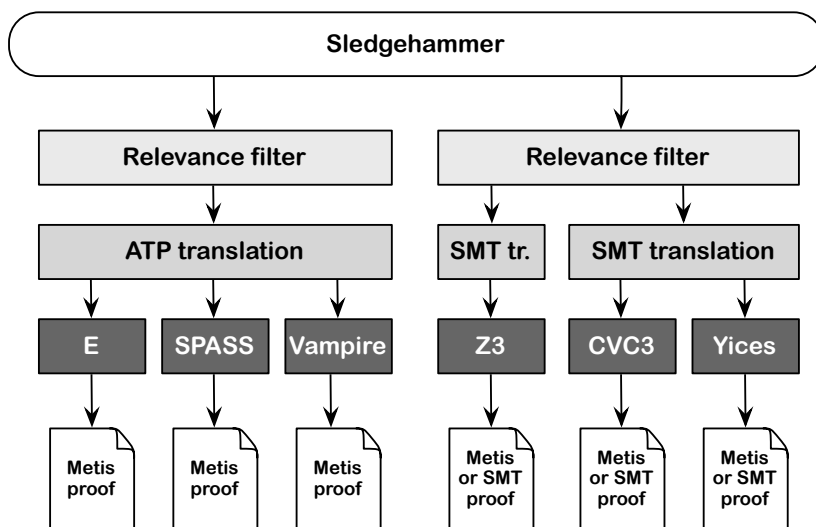 Sledgehammer
Relevance filter
Relevance filter
ATP translation
SMT tr.
SMT translation
E
SPASS
Vampire
Z3
CVC3
Yices
Metis
proof
Metis
proof
Metis
proof
Metis
or SMT
proof
Metis
or SMT
proof
Metis
or SMT
proof